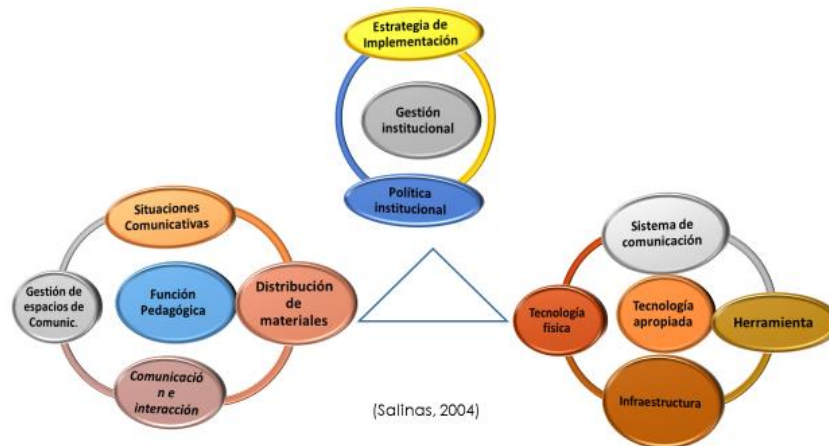 Estrategia de
Implementación
Gestión
institucional
Política
institucional
Situaciones
Comunicativas
Gestión de
espacios de
Comunic.
Función
Pedagógica
Distribución
de
materiales
Comunicació
n e
interacción
Sistema de
comunicación
Tecnología
física
Tecnología
apropiada
Herramienta
Infraestructura
(Salinas, 2004)